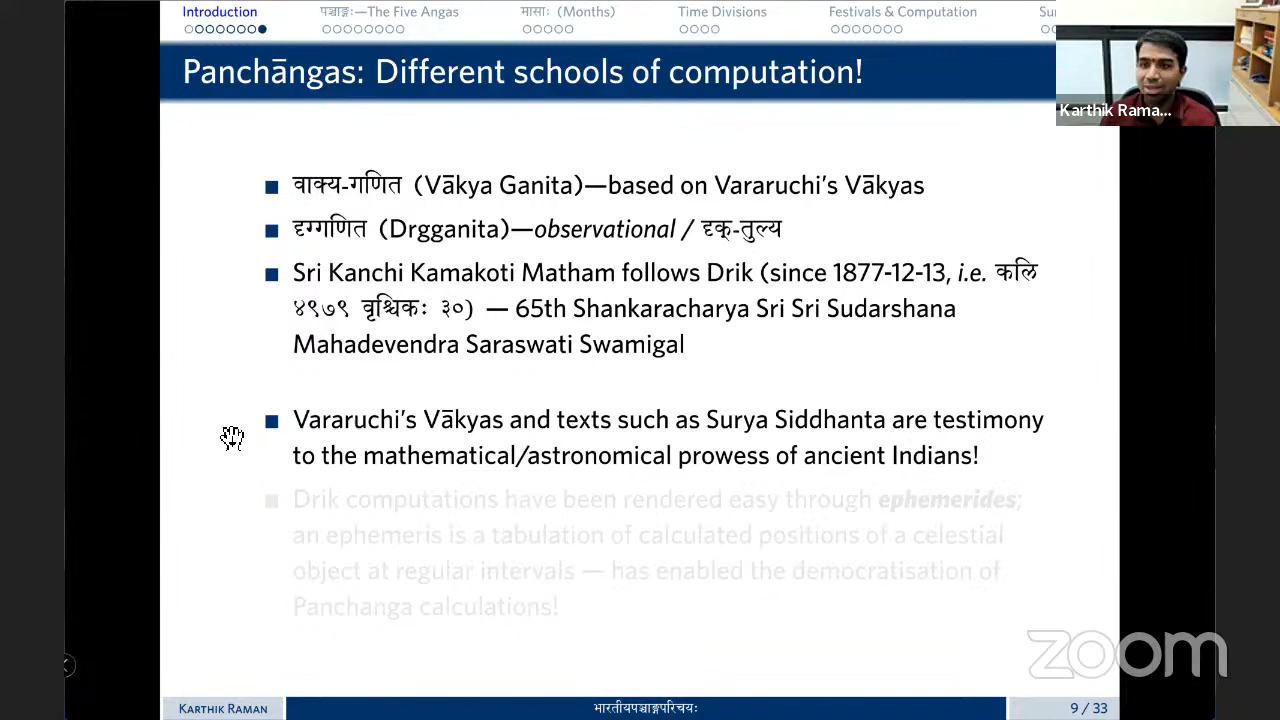 Introduction पञ्चाङ्गः—The Five Angas मासाः (Months) Time Divisions Festivals & Computation Su
Panchāngas: Different schools of computation!
Karthik Rama...
वाक्य-गणित (Vākya Ganita)—based on Vararuchi's Vākyas
दृग्गणित (Drgganita)—observational / दृक्-तुल्य
Sri Kanchi Kamakoti Matham follows Drik (since 1877-12-13, i.e. कलि
४९७९ वृश्चिकः ३०) — 65th Shankaracharya Sri Sri Sudarshana
Mahadevendra Saraswati Swamigal
Vararuchi's Vākyas and texts such as Surya Siddhanta are testimony
to the mathematical/astronomical prowess of ancient Indians!
Drik computations have been rendered easy through ephemerides;
an ephemeris is a tabulation of calculated positions of a celestial
object at regular intervals — has enabled the democratisation of
Panchanga calculations!
zoom
Karthik Raman भारतीयपञ्चाङ्गपरिचयः 9 / 33